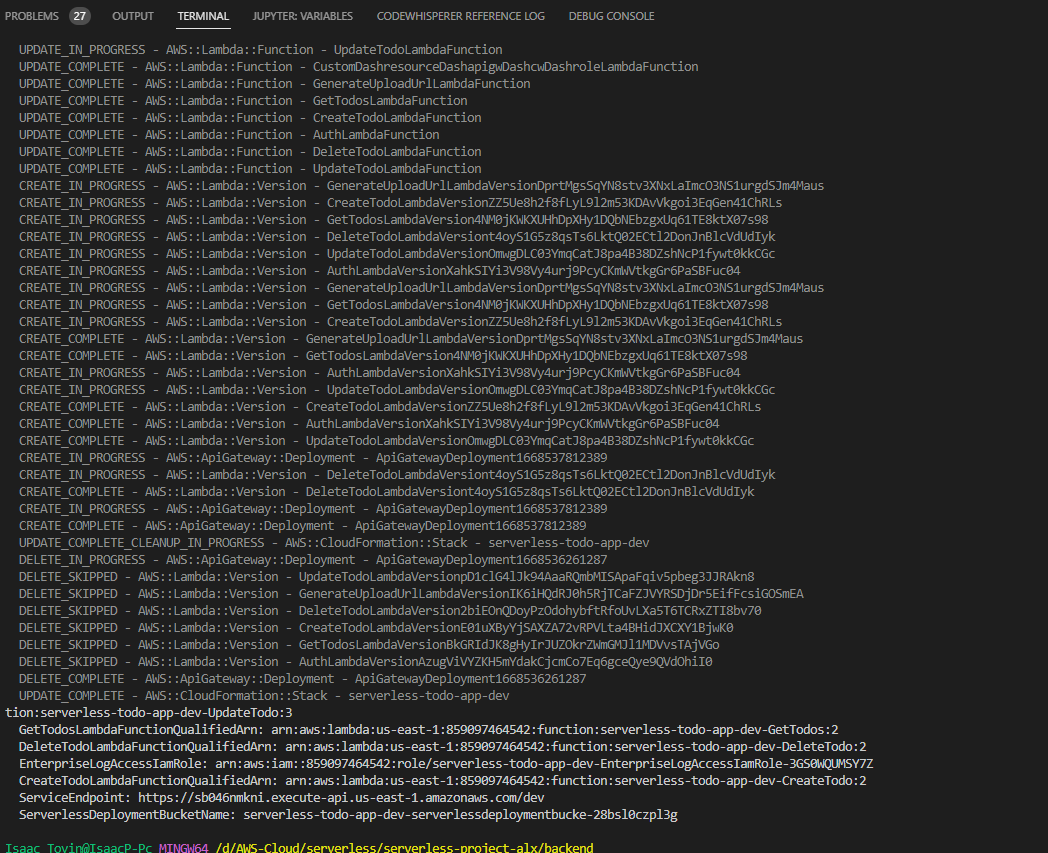 PROBLEMS 27 OUTPUT TERMINAL JUPYTER: VARIABLES CODEWHISPERER REFERENCE LOG DEBUG CONSOLE
UPDATE_IN_PROGRESS - AWS::Lambda::Function - UpdateTodoLambdaFunction
UPDATE_COMPLETE - AWS::Lambda::Function - CustomDashresourceDashapigwDashcwDashroleLambdaFunction
UPDATE_COMPLETE - AWS::Lambda::Function - GenerateUploadUrlLambdaFunction
UPDATE_COMPLETE - AWS::Lambda::Function - GetTodosLambdaFunction
UPDATE_COMPLETE - AWS::Lambda::Function - CreateTodoLambdaFunction
UPDATE_COMPLETE - AWS::Lambda::Function - AuthLambdaFunction
UPDATE_COMPLETE - AWS::Lambda::Function - DeleteTodoLambdaFunction
UPDATE_COMPLETE - AWS::Lambda::Function - UpdateTodoLambdaFunction
CREATE_IN_PROGRESS - AWS::Lambda::Version - GenerateUploadUrlLambdaVersionDprtMgsSqYN8stv3XNxLaImcO3NS1urgdSJm4Maus
CREATE_IN_PROGRESS - AWS::Lambda::Version - CreateTodoLambdaVersionZZ5Ue8h2f8fLyL9l2m53KDAvVkgoi3EqGen41ChRLs
CREATE_IN_PROGRESS - AWS::Lambda::Version - GetTodosLambdaVersion4NM0jKWKXUHhDpXHy1DQbNEbzgxUq61TE8ktX07s98
CREATE_IN_PROGRESS - AWS::Lambda::Version - DeleteTodoLambdaVersiont4oyS1G5z8qsTs6LktQ02ECtl2DonJnBlcVdUdIyk
CREATE_IN_PROGRESS - AWS::Lambda::Version - UpdateTodoLambdaVersionOmwgDLC03YmqCatJ8pa4B38DZshNcP1fywt0kkCGc
CREATE_IN_PROGRESS - AWS::Lambda::Version - AuthLambdaVersionXahkSIYi3V98Vy4urj9PcyCKmWVtkgGr6PaSBFuc04
CREATE_IN_PROGRESS - AWS::Lambda::Version - GenerateUploadUrlLambdaVersionDprtMgsSqYN8stv3XNxLaImcO3NS1urgdSJm4Maus
CREATE_IN_PROGRESS - AWS::Lambda::Version - GetTodosLambdaVersion4NM0jKWKXUHhDpXHy1DQbNEbzgxUq61TE8ktX07s98
CREATE_IN_PROGRESS - AWS::Lambda::Version - CreateTodoLambdaVersionZZ5Ue8h2f8fLyL9l2m53KDAvVkgoi3EqGen41ChRLs
CREATE_COMPLETE - AWS::Lambda::Version - GenerateUploadUrlLambdaVersionDprtMgsSqYN8stv3XNxLaImcO3NS1urgdSJm4Maus
CREATE_COMPLETE - AWS::Lambda::Version - GetTodosLambdaVersion4NM0jKWKXUHhDpXHy1DQbNEbzgxUq61TE8ktX07s98
CREATE_IN_PROGRESS - AWS::Lambda::Version - AuthLambdaVersionXahkSIYi3V98Vy4urj9PcyCKmWVtkgGr6PaSBFuc04
CREATE_IN_PROGRESS - AWS::Lambda::Version - UpdateTodoLambdaVersionOmwgDLC03YmqCatJ8pa4B38DZshNcP1fywt0kkCGc
CREATE_COMPLETE - AWS::Lambda::Version - CreateTodoLambdaVersionZZ5Ue8h2f8fLyL9l2m53KDAvVkgoi3EqGen41ChRLs
CREATE_COMPLETE - AWS::Lambda::Version - AuthLambdaVersionXahkSIYi3V98Vy4urj9PcyCKmWVtkgGr6PaSBFuc04
CREATE_COMPLETE - AWS::Lambda::Version - UpdateTodoLambdaVersionOmwgDLC03YmqCatJ8pa4B38DZshNcP1fywt0kkCGc
CREATE_IN_PROGRESS - AWS::ApiGateway::Deployment - ApiGatewayDeployment1668537812389
CREATE_IN_PROGRESS - AWS::Lambda::Version - DeleteTodoLambdaVersiont4oyS1G5z8qsTs6LktQ02ECtl2DonJnBlcVdUdIyk
CREATE_COMPLETE - AWS::Lambda::Version - DeleteTodoLambdaVersiont4oyS1G5z8qsTs6LktQ02ECtl2DonJnBlcVdUdIyk
CREATE_IN_PROGRESS - AWS::ApiGateway::Deployment - ApiGatewayDeployment1668537812389
CREATE_COMPLETE - AWS::ApiGateway::Deployment - ApiGatewayDeployment1668537812389
UPDATE_COMPLETE_CLEANUP_IN_PROGRESS - AWS::CloudFormation::Stack - serverless-todo-app-dev
DELETE_IN_PROGRESS - AWS::ApiGateway::Deployment - ApiGatewayDeployment1668536261287
DELETE_SKIPPED - AWS::Lambda::Version - UpdateTodoLambdaVersionpD1clG4lJk94AaaRQmbMISApaFqiv5pbeg3JJRAkn8
DELETE_SKIPPED - AWS::Lambda::Version - GenerateUploadUrlLambdaVersionIK6iHQdRJ0h5RjTCaFZJVYRSDjDr5EifFcsiGOSmEA
DELETE_SKIPPED - AWS::Lambda::Version - DeleteTodoLambdaVersion2biEOnQDoyPzOdohybftRfoUvLXa5T6TCRxZTI8bv70
DELETE_SKIPPED - AWS::Lambda::Version - CreateTodoLambdaVersionE01uXByYjSAXZA72vRPVLta4BHidJXCXY1BjwK0
DELETE_SKIPPED - AWS::Lambda::Version - GetTodosLambdaVersionBkGRIdJK8gHyIrJUZOkrZWmGMJl1MDVvsTAjVGo
DELETE_SKIPPED - AWS::Lambda::Version - AuthLambdaVersionAzugViVYZKH5mYdakCjcmCo7Eq6gceQye9QVdOhiI0
DELETE_COMPLETE - AWS::ApiGateway::Deployment - ApiGatewayDeployment1668536261287
UPDATE_COMPLETE - AWS::CloudFormation::Stack - serverless-todo-app-dev
tion:serverless-todo-app-dev-UpdateTodo:3
GetTodosLambdaFunctionQualifiedArn: arn:aws:lambda:us-east-1:859097464542:function:serverless-todo-app-dev-GetTodos:2
DeleteTodoLambdaFunctionQualifiedArn: arn:aws:lambda:us-east-1:859097464542:function:serverless-todo-app-dev-DeleteTodo:2
EnterpriseLogAccessIamRole: arn:aws:iam::859097464542:role/serverless-todo-app-dev-EnterpriseLogAccessIamRole-3GS0WQUMSY7Z
CreateTodoLambdaFunctionQualifiedArn: arn:aws:lambda:us-east-1:859097464542:function:serverless-todo-app-dev-CreateTodo:2
ServiceEndpoint: https://sb046nmkni.execute-api.us-east-1.amazonaws.com/dev
ServerlessDeploymentBucketName: serverless-todo-app-dev-serverlessdeploymentbucke-28bsl0czpl3g
Isaac Toyin@IsaacP-Pc MINGW64 /d/AWS-Cloud/serverless/serverless-project-alx/backend